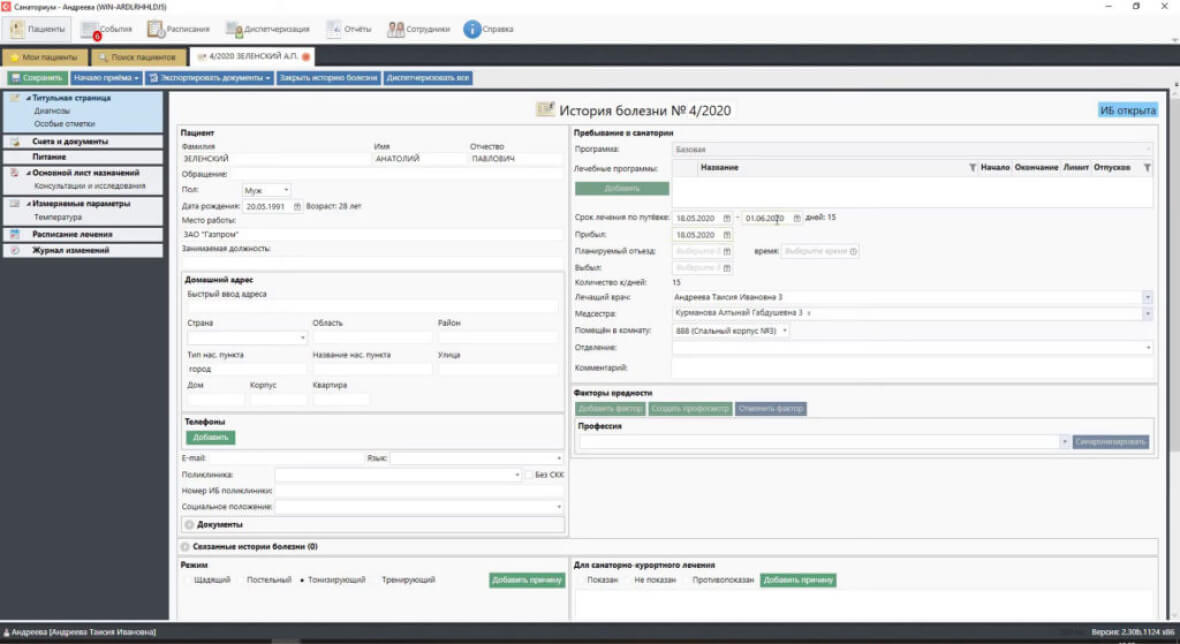 Санаториум - Андреева (WIN-ARDLRHHLDJ5)
Пациенты События 6 Расписания Диспетчеризация Отчёты Сотрудники Справка
Мои пациенты Поиск пациентов 4/2020 ЗЕЛЕНСКИЙ А.П.
Сохранить Начало приёма Экспортировать документы Закрыть историю болезни Диспетчеризовать все
Титульная страница
Диагнозы
Особые отметки
Счета и документы
Питание
Основной лист назначений
Консультации и исследования
Измеряемые параметры
Температура
Расписание лечения
Журнал изменений
История болезни № 4/2020
ИБ открыта
Пациент
Фамилия Имя Отчество
ЗЕЛЕНСКИЙ АНАТОЛИЙ ПАВЛОВИЧ
Обращение:
Пол: Муж
Дата рождения: 20.05.1991 Возраст: 28 лет
Место работы:
ЗАО "Газпром"
Занимаемая должность:
Домашний адрес
Быстрый ввод адреса
Страна Область Район
Тип нас. пункта Название нас. пункта Улица
город
Дом Корпус Квартира
Телефоны
Добавить
E-mail: Язык:
Поликлиника: Без СКК
Номер ИБ поликлиники:
Социальное положение:
Документы
Связанные истории болезни (0)
Режим
Щадящий Постельный Тонизирующий Тренирующий Добавить причину
Пребывание в санатории
Программа: Базовая
Лечебные программы: Название Начало Окончание Лимит Отпусков
Добавить
Срок лечения по путёвке: 18.05.2020 - 01.06.2020 дней: 15
Прибыл: 18.05.2020
Планируемый отъезд: Выберите время: Выберите время
Выбыл: Выберите
Количество к/дней: 15
Лечащий врач: Андреева Таисия Ивановна 3
Медсестра: Курманова Алтынай Габдушевна 3 x
Помещён в комнату: 888 (Спальный корпус №3)
Отделение:
Комментарий:
Факторы вредности
Добавить фактор Создать профосмотр Отменить фактор
Профессия
Синхронизировать
Для санаторно-курортного лечения
Показан Не показан Противопоказан Добавить причину
Андреева [Андреева Таисия Ивановна]
Версия: 2.30b.1124 x86